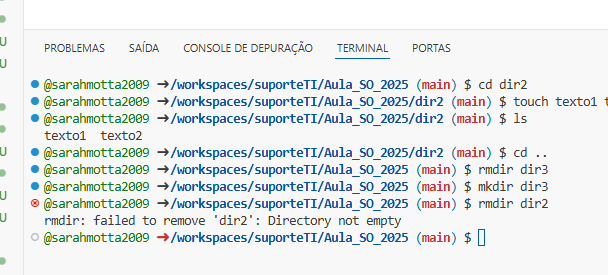 U
U
U
U
U
PROBLEMAS SAÍDA CONSOLE DE DEPURAÇÃO TERMINAL PORTAS
@sarahmotta2009 ➜/workspaces/suporteTI/Aula_SO_2025 (main) $ cd dir2
@sarahmotta2009 ➜/workspaces/suporteTI/Aula_SO_2025/dir2 (main) $ touch texto1 t
@sarahmotta2009 ➜/workspaces/suporteTI/Aula_SO_2025/dir2 (main) $ ls
texto1 texto2
@sarahmotta2009 ➜/workspaces/suporteTI/Aula_SO_2025/dir2 (main) $ cd ..
@sarahmotta2009 ➜/workspaces/suporteTI/Aula_SO_2025 (main) $ rmdir dir3
@sarahmotta2009 ➜/workspaces/suporteTI/Aula_SO_2025 (main) $ mkdir dir3
@sarahmotta2009 ➜/workspaces/suporteTI/Aula_SO_2025 (main) $ rmdir dir2
rmdir: failed to remove 'dir2': Directory not empty
@sarahmotta2009 ➜/workspaces/suporteTI/Aula_SO_2025 (main) $